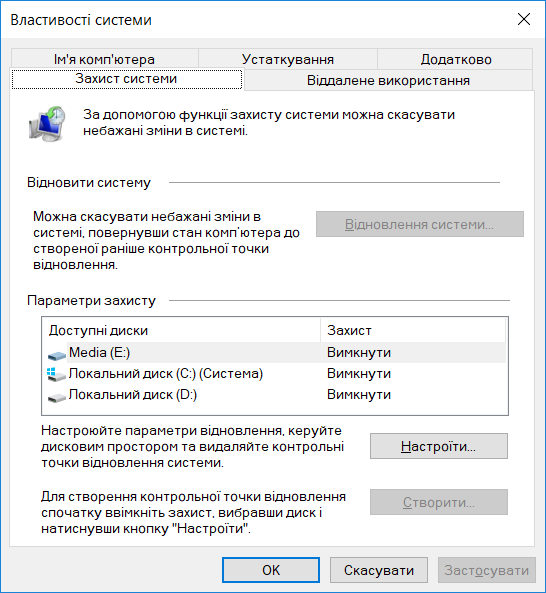 Властивості системи
Ім'я комп'ютера
Устаткування
Додатково
Захист системи
Віддалене використання
За допомогою функції захисту системи можна скасувати
небажані зміни в системі.
Відновити систему
Можна скасувати небажані зміни в
системі, повернувши стан комп'ютера до
створеної раніше контрольної точки
відновлення.
Відновлення системи...
Параметри захисту
Доступні диски
Захист
Media (E:)
Вимкнути
Локальний диск (C:) (Система)
Вимкнути
Локальний диск (D:)
Вимкнути
Настроюйте параметри відновлення, керуйте
дисковим простором та видаляйте контрольні
точки відновлення системи.
Настроїти...
Для створення контрольної точки відновлення
спочатку ввімкніть захист, вибравши диск і
натиснувши кнопку "Настроїти".
Створити...
OK
Скасувати
Застосувати